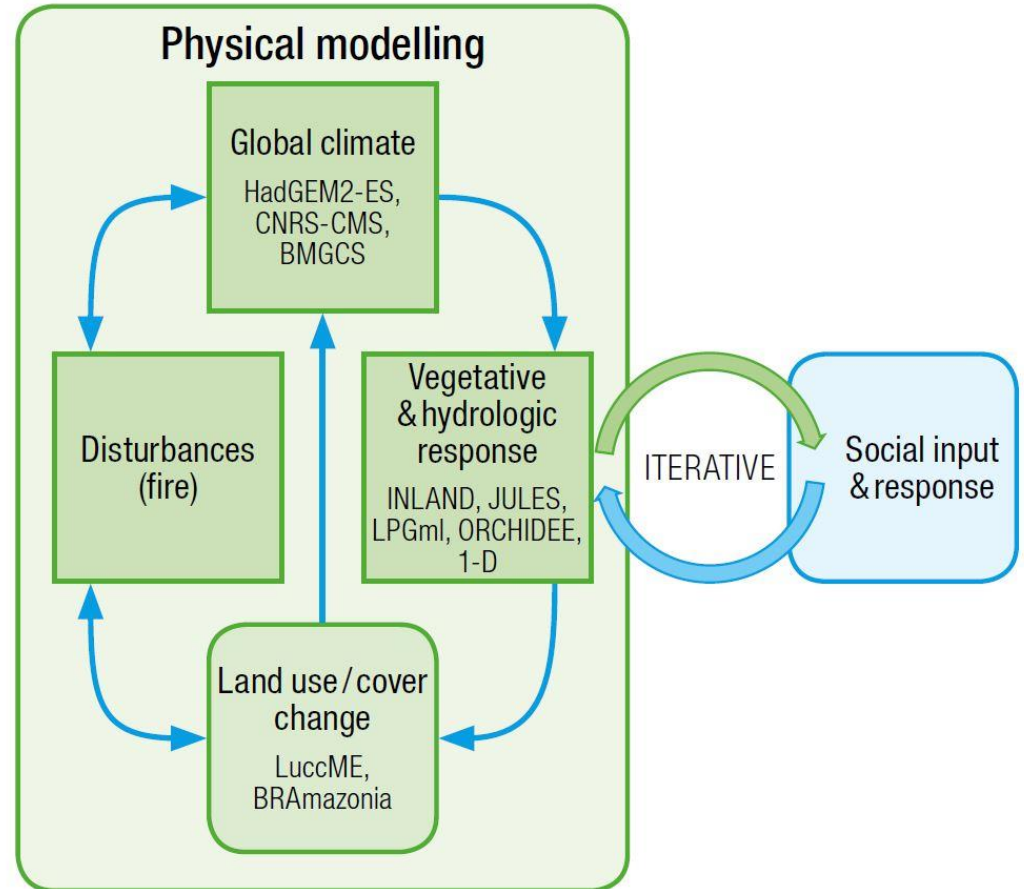 Physical modelling
Global climate
HadGEM2-ES,
CNRS-CMS,
BMGCS
Disturbances
(fire)
Vegetative
& hydrologic
response
INLAND, JULES,
LPGml, ORCHIDEE,
1-D
ITERATIVE
Social input
& response
Land use / cover
change
LuccME,
BRAmazonia